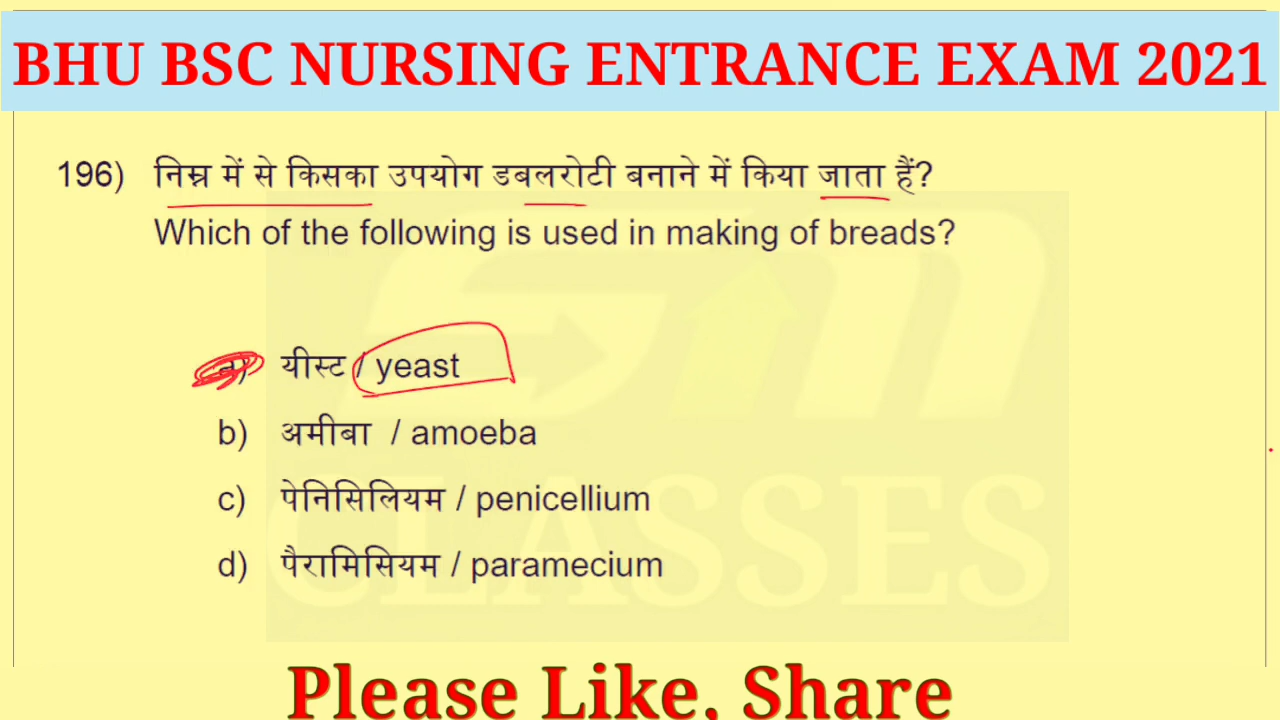 BHU BSC NURSING ENTRANCE EXAM 2021
196) निम्न में से किसका उपयोग डबलरोटी बनाने में किया जाता हैं?
Which of the following is used in making of breads?
a) यीस्ट / yeast
b) अमीबा / amoeba
c) पेनिसिलियम / penicellium
d) पैरामिसियम / paramecium
CLASSES
Please Like, Share